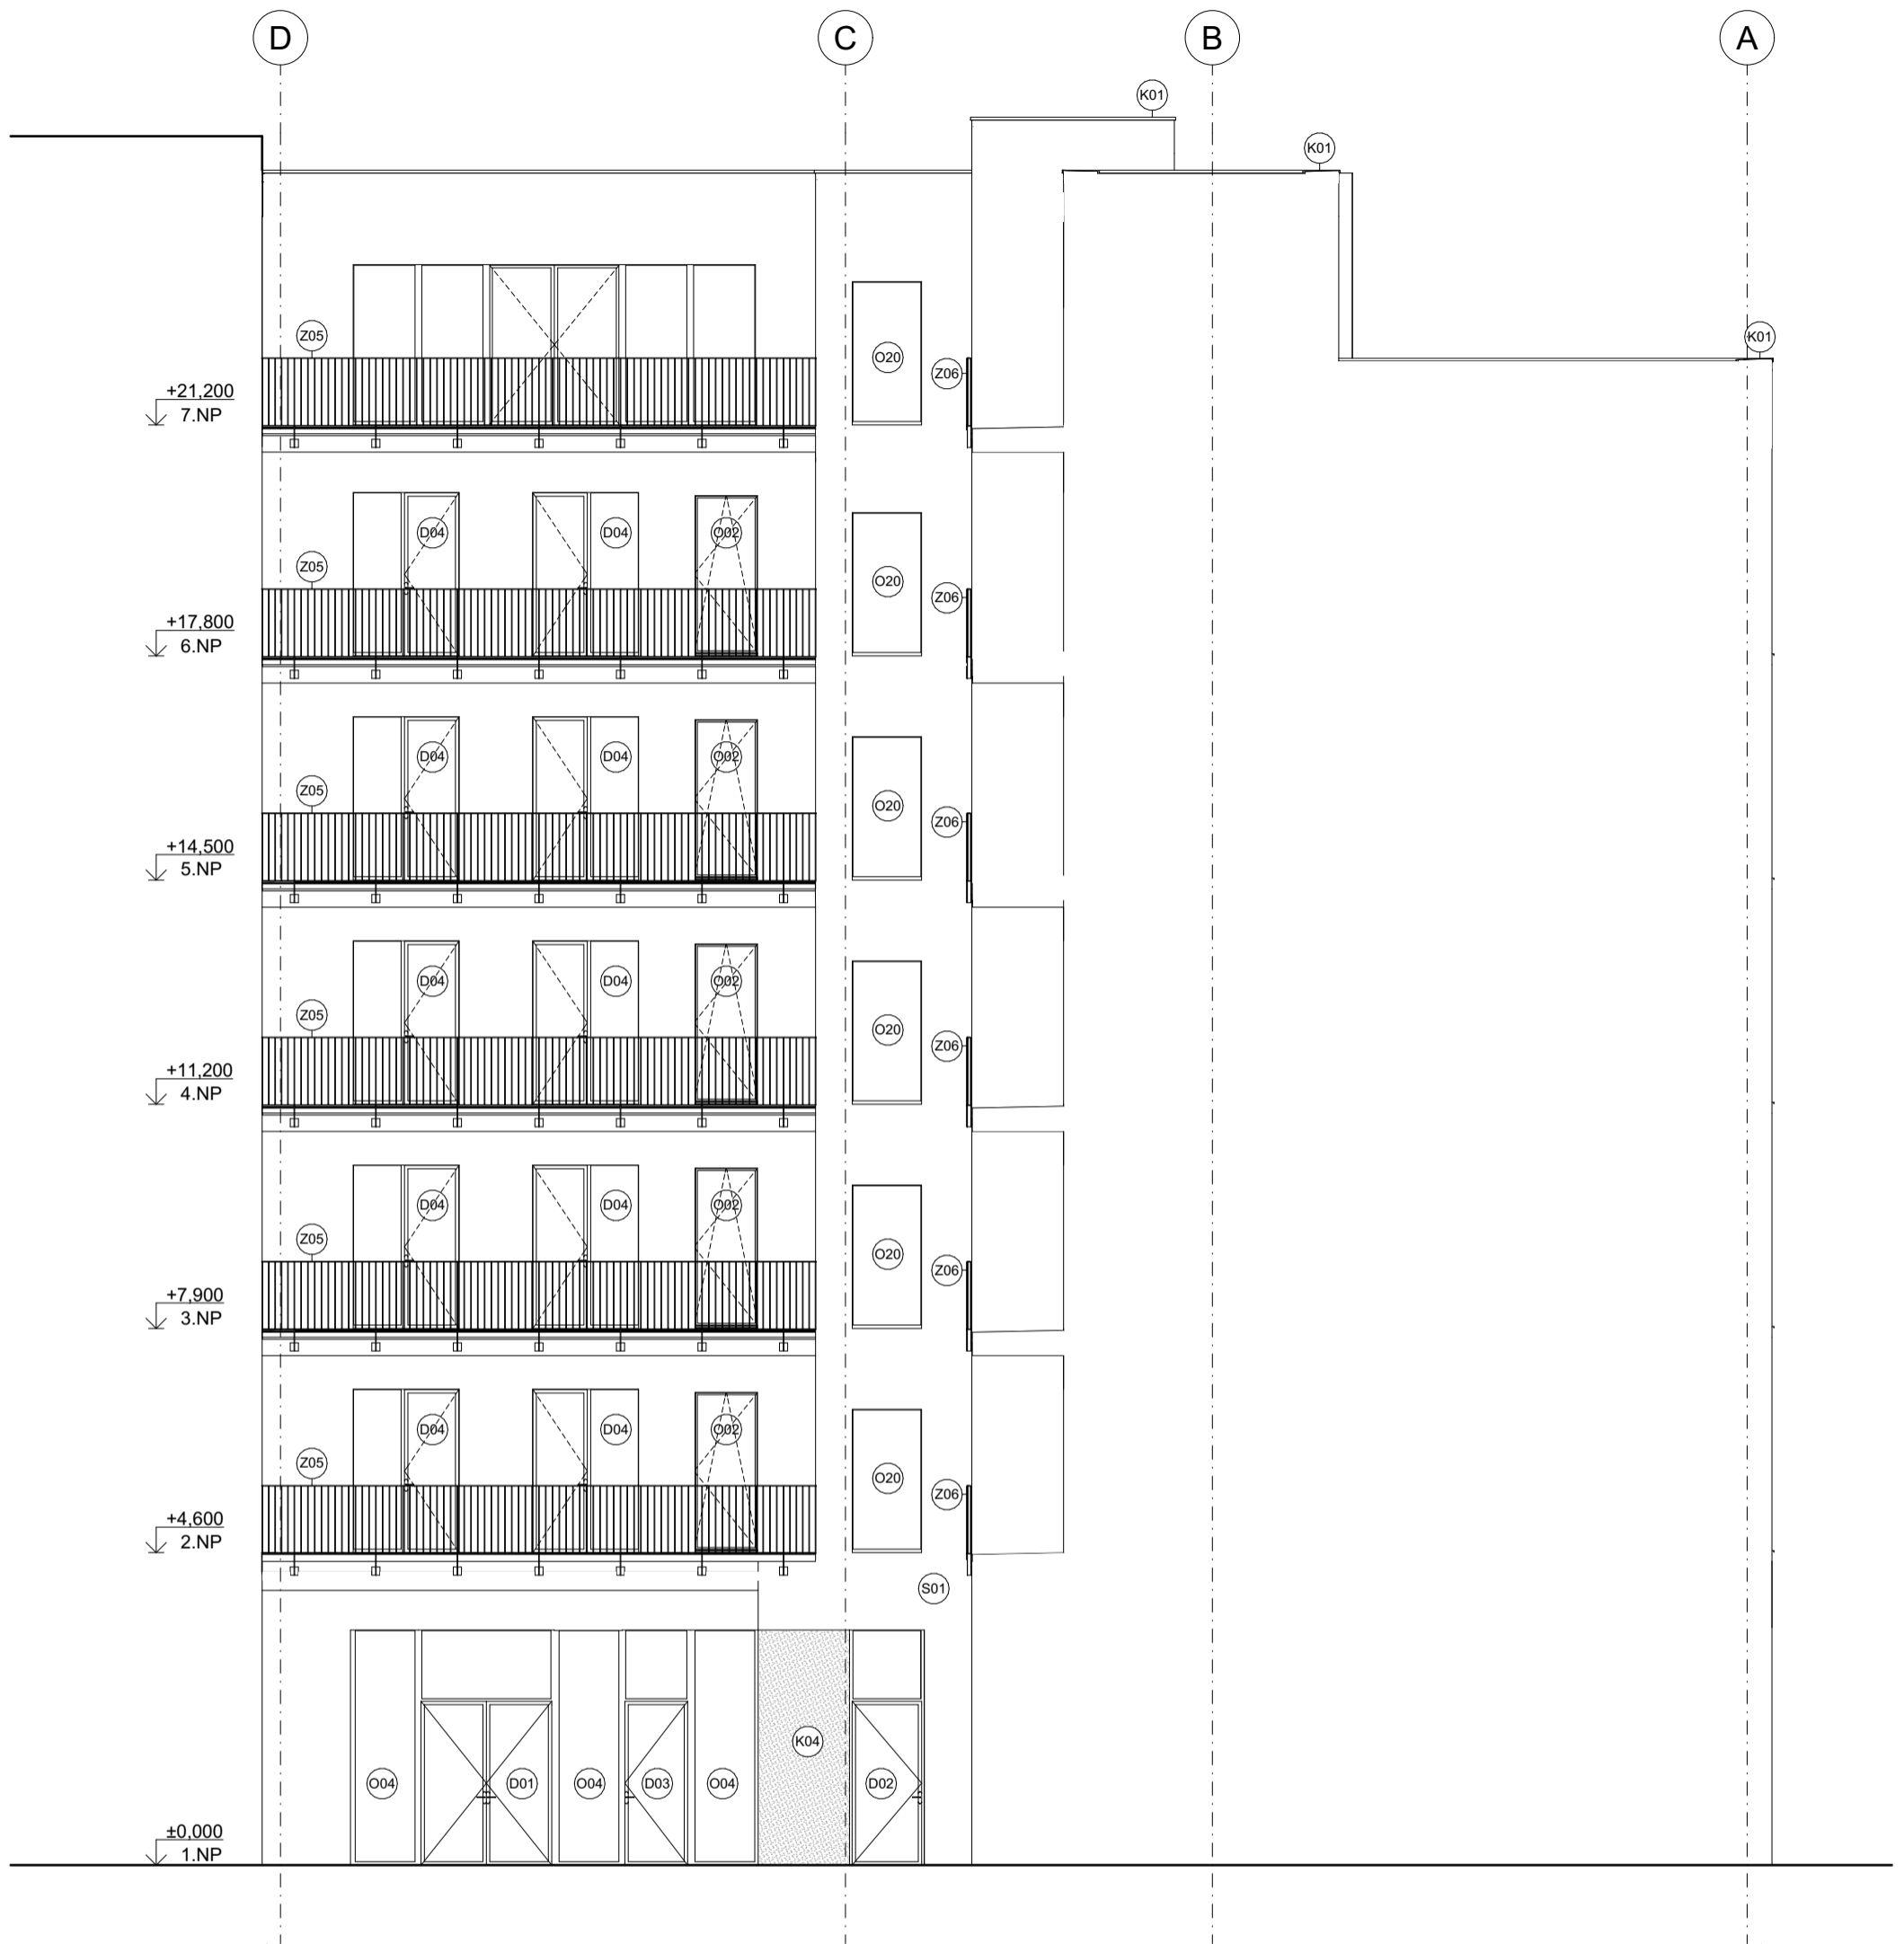 D C B A
K01
K01
Z05 O20 K01
Z06
+21,200
7.NP
D04 D04 O02
Z05 O20
Z06
+17,800
6.NP
D04 D04 O02
Z05 O20
Z06
+14,500
5.NP
D04 D04 O02
Z05 O20
Z06
+11,200
4.NP
D04 D04 O02
Z05 O20
Z06
+7,900
3.NP
D04 D04 O02
Z05 O20
Z06
+4,600
2.NP
S01
K04
O04 D01 O04 D03 O04 D02
±0,000
1.NP